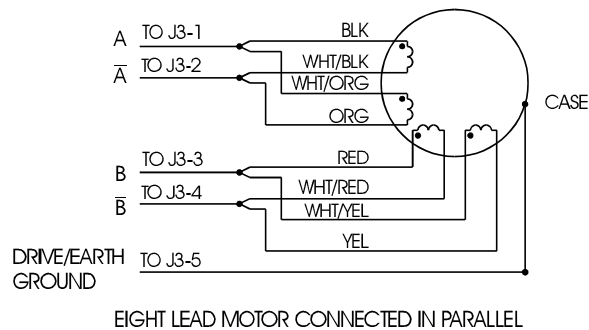 A TO J3-1 BLK
A̅ TO J3-2 WHT/BLK
WHT/ORG
CASE
ORG
B TO J3-3 RED
B̅ TO J3-4 WHT/RED
WHT/YEL
YEL
DRIVE/EARTH TO J3-5
GROUND
EIGHT LEAD MOTOR CONNECTED IN PARALLEL